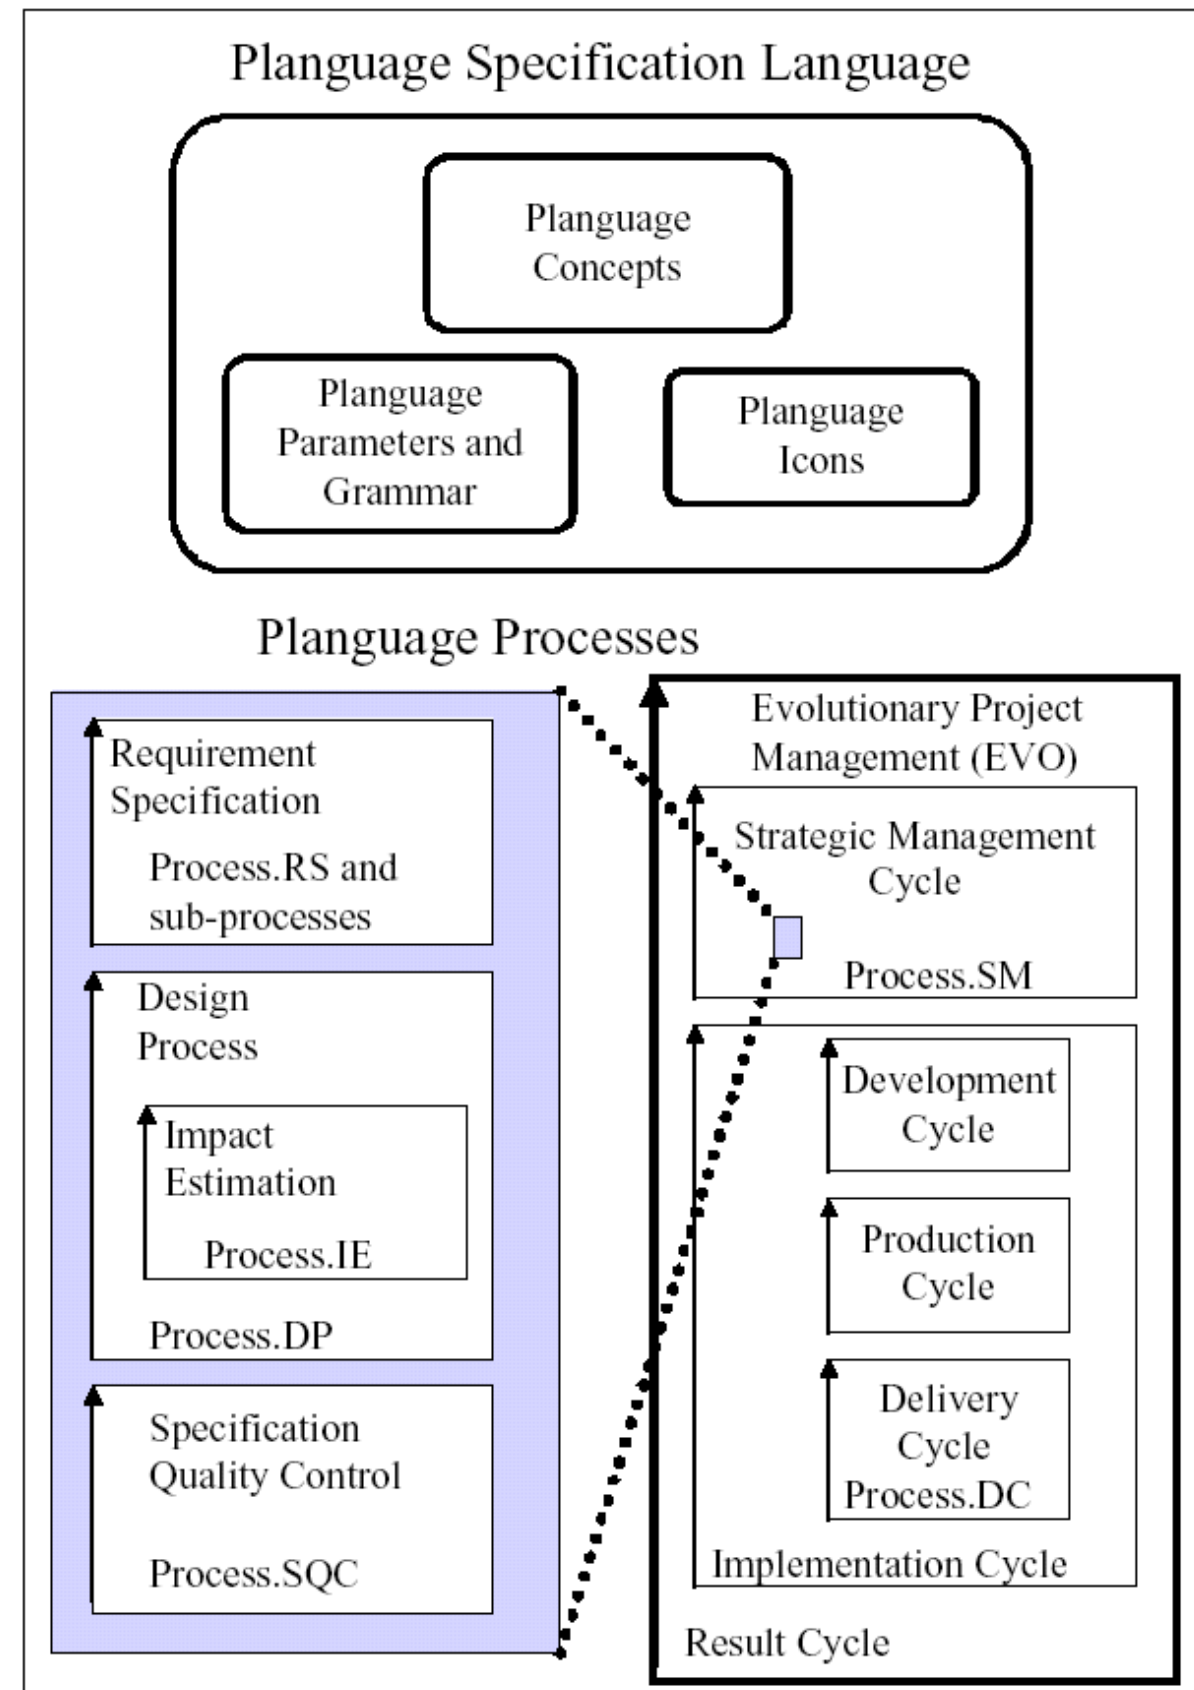 Planguage Specification Language
Planguage
Concepts
Planguage
Parameters and
Grammar
Planguage
Icons
Planguage Processes
Requirement
Specification
Process.RS and
sub-processes
Design
Process
Impact
Estimation
Process.IE
Process.DP
Specification
Quality Control
Process.SQC
Evolutionary Project
Management (EVO)
Strategic Management
Cycle
Process.SM
Development
Cycle
Production
Cycle
Delivery
Cycle
Process.DC
Implementation Cycle
Result Cycle